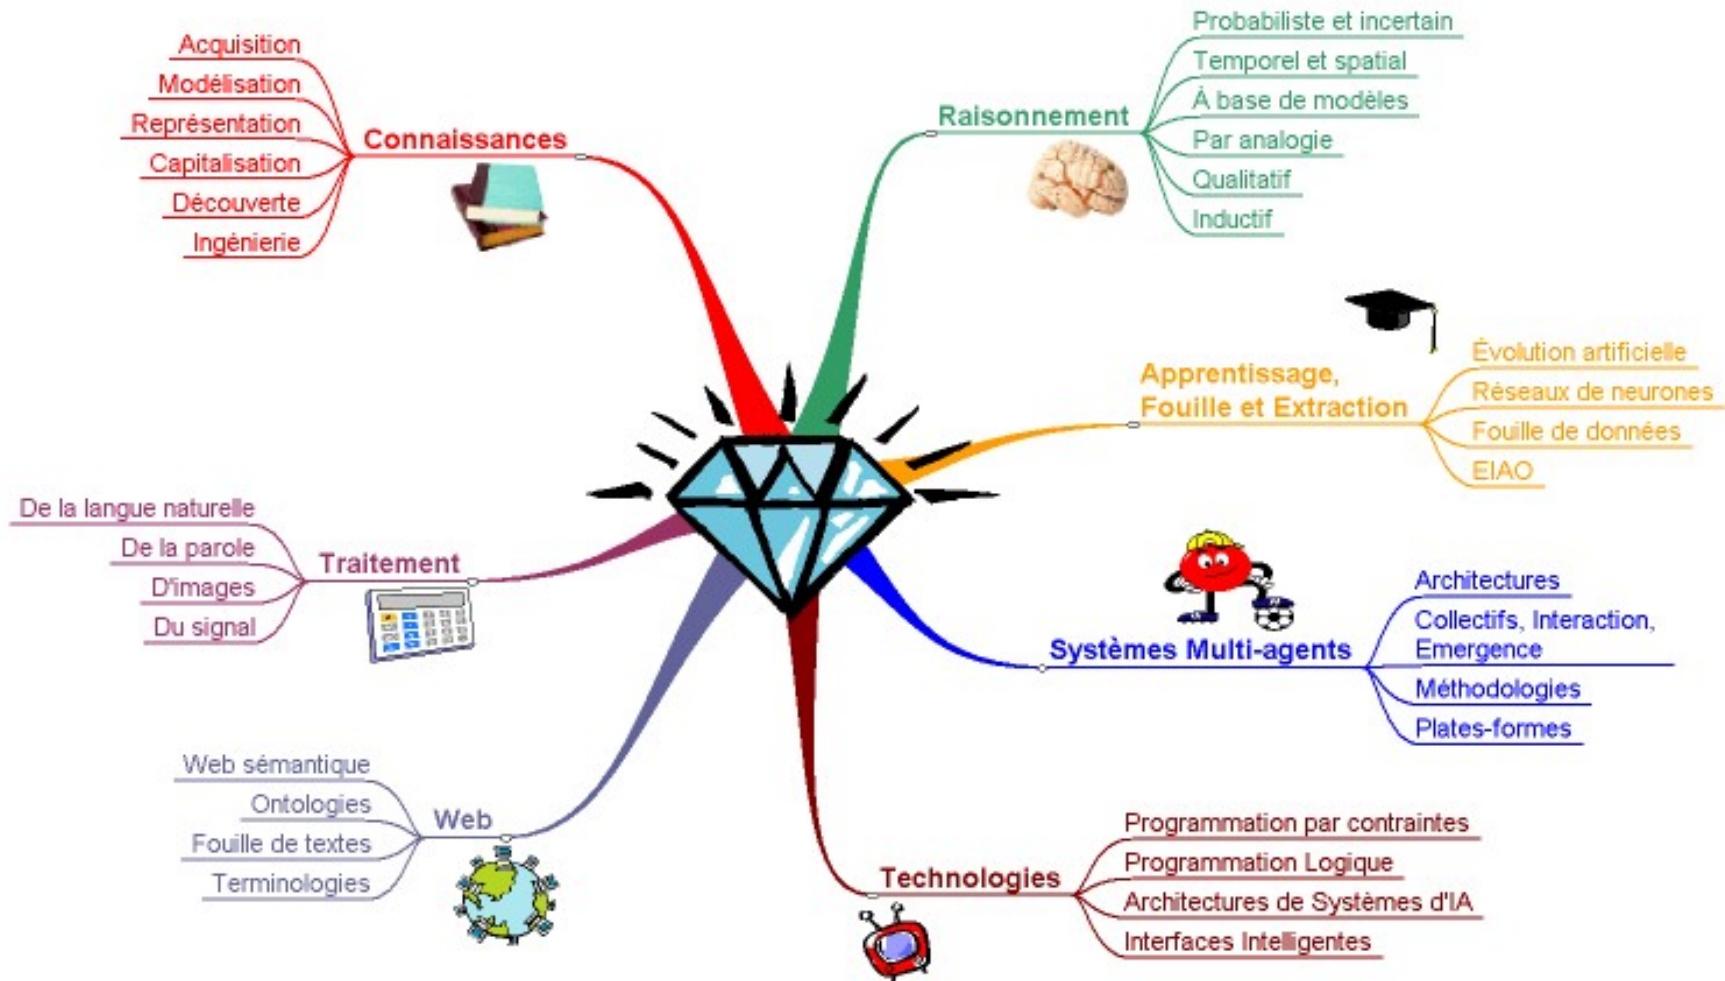 Acquisition
Modélisation
Représentation
Capitalisation
Découverte
Ingénierie
Connaissances
Raisonnement
Probabiliste et incertain
Temporel et spatial
À base de modèles
Par analogie
Qualitatif
Inductif
Apprentissage,
Fouille et Extraction
Évolution artificielle
Réseaux de neurones
Fouille de données
EIAO
De la langue naturelle
De la parole
D'images
Du signal
Traitement
Systèmes Multi-agents
Architectures
Collectifs, Interaction,
Emergence
Méthodologies
Plates-formes
Web sémantique
Ontologies
Fouille de textes
Terminologies
Web
Technologies
Programmation par contraintes
Programmation Logique
Architectures de Systèmes d'IA
Interfaces Intelligentes